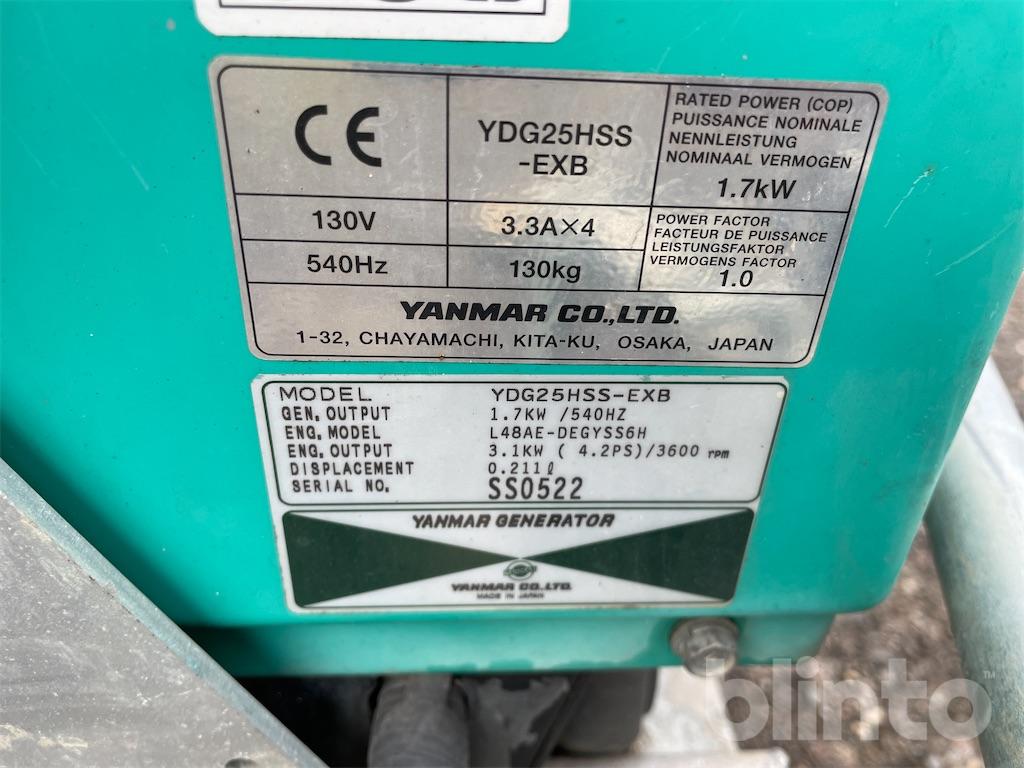 CE
YDG25HSS
-EXB
RATED POWER (COP)
PUISSANCE NOMINALE
NENNLEISTUNG
NOMINAAL VERMOGEN
1.7kW
130V
3.3A×4
POWER FACTOR
FACTEUR DE PUISSANCE
LEISTUNGSFAKTOR
VERMOGENS FACTOR
1.0
540Hz
130kg
YANMAR CO.,LTD.
1-32, CHAYAMACHI, KITA-KU, OSAKA, JAPAN
MODEL YDG25HSS-EXB
GEN. OUTPUT 1.7KW /540HZ
ENG. MODEL L48AE-DEGYSS6H
ENG. OUTPUT 3.1KW ( 4.2PS)/3600 rpm
DISPLACEMENT 0.211ℓ
SERIAL NO. SS0522
YANMAR GENERATOR
YANMAR CO.,LTD.
MADE IN JAPAN
blinto